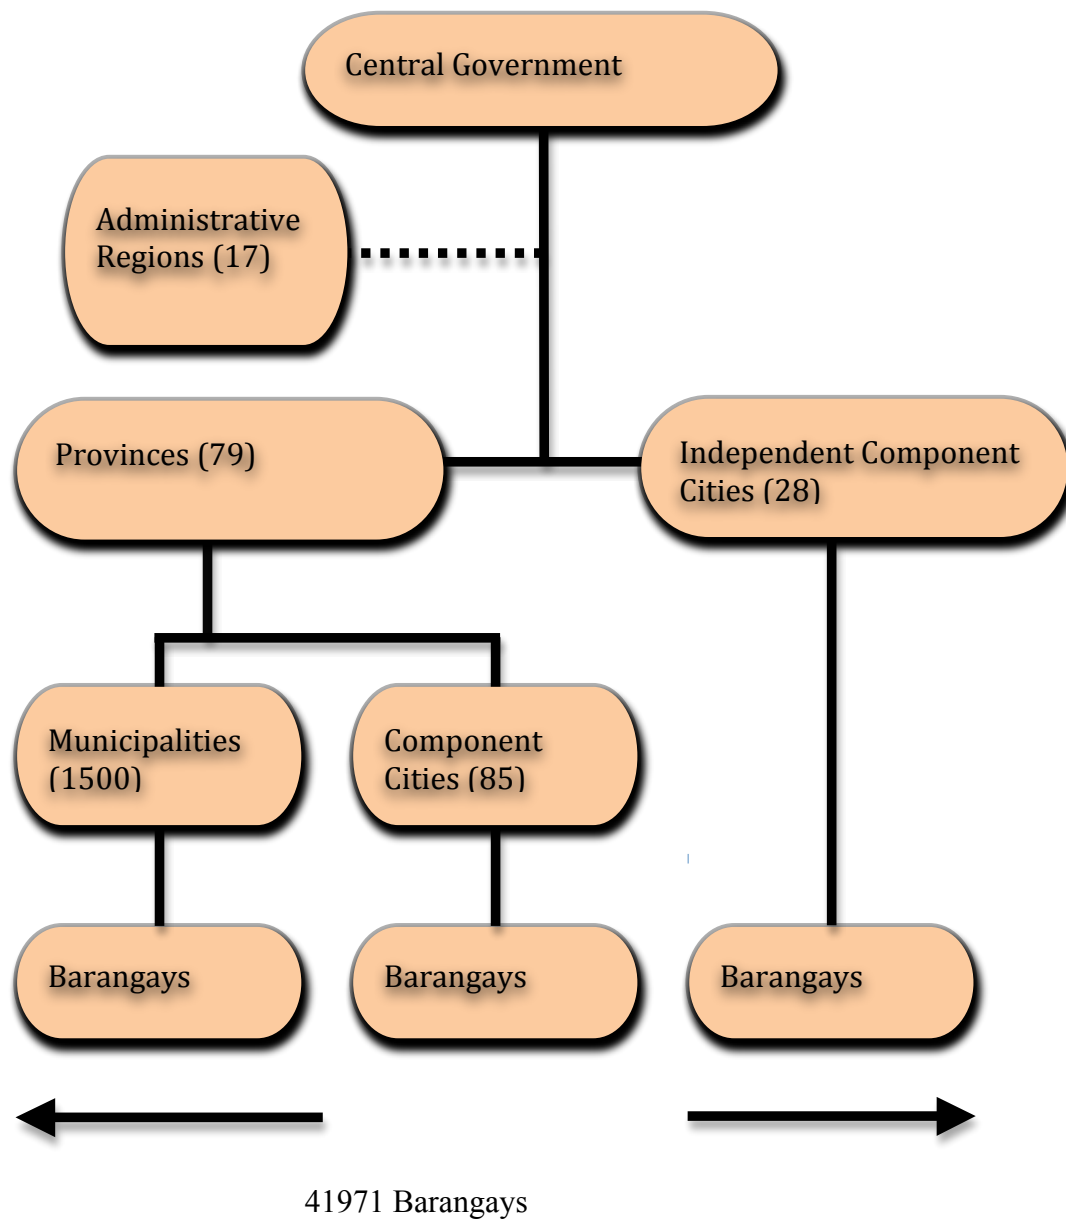 Central Government
Administrative
Regions (17)
Provinces (79)
Independent Component
Cities (28)
Municipalities
(1500)
Component
Cities (85)
Barangays
Barangays
Barangays
41971 Barangays